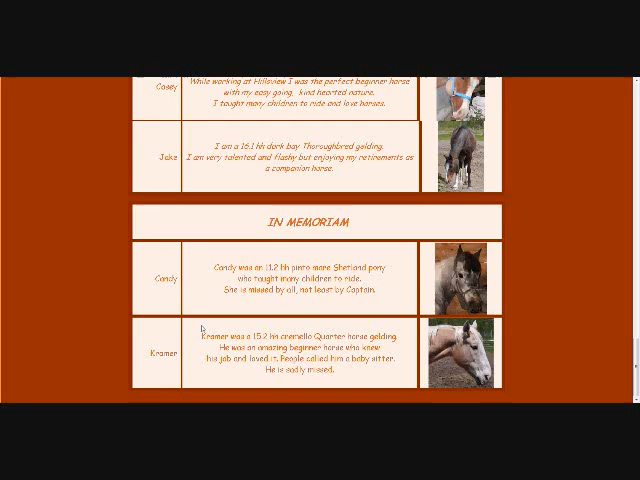 Casey
While working at Hillsview I was the perfect beginner horse
with my easy going, kind hearted nature.
I taught many children to ride and love horses.
Jake
I am a 16.1 hh dark bay Thoroughbred gelding.
I am very talented and flashy but enjoying my retirements as
a companion horse.
IN MEMORIAM
Candy
Candy was an 11.2 hh pinto mare Shetland pony
who taught many children to ride.
She is missed by all, not least by Captain.
Kramer
Kramer was a 15.2 hh cremello Quarter horse gelding.
He was an amazing beginner horse who knew
his job and loved it. People called him a baby sitter.
He is sadly missed.